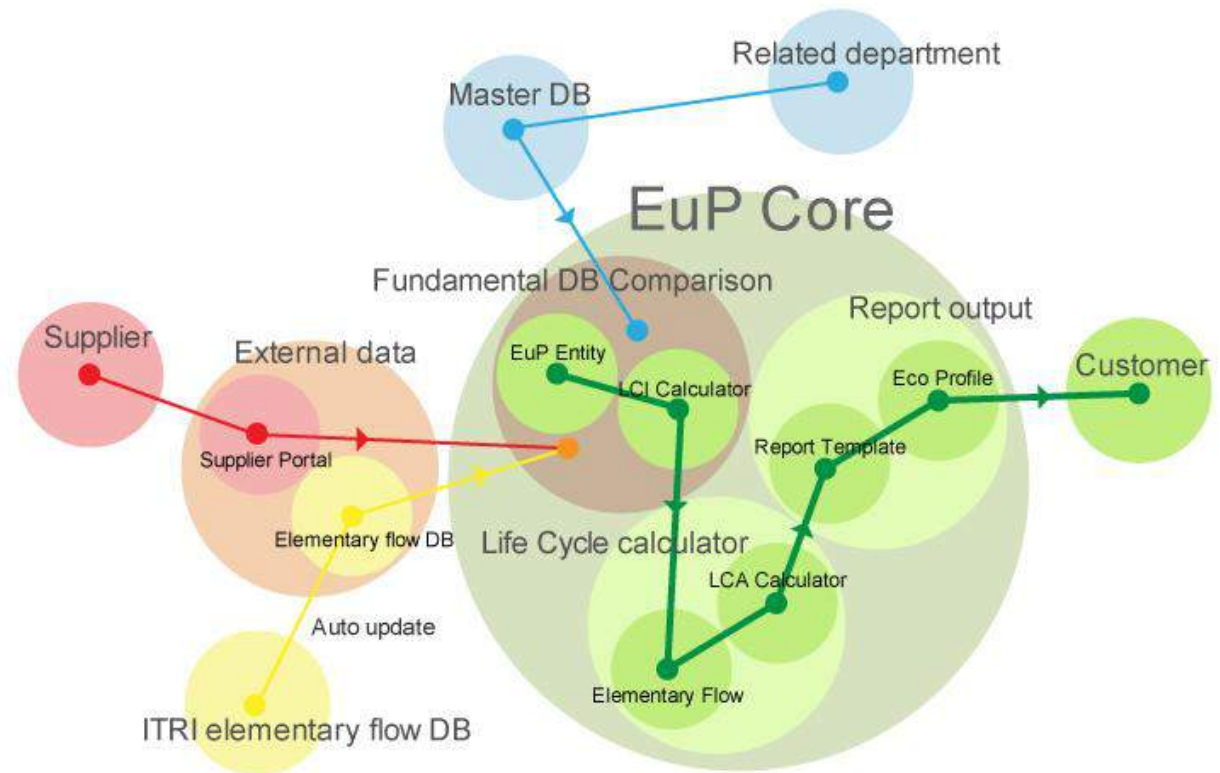 Related department
Master DB
EuP Core
Fundamental DB Comparison
Report output
Supplier
External data
EuP Entity
LCI Calculator
Eco Profile
Customer
Supplier Portal
Report Template
Elementary flow DB
Life Cycle calculator
LCA Calculator
Auto update
Elementary Flow
ITRI elementary flow DB